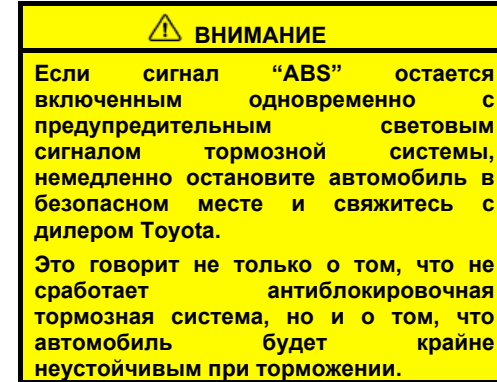 ВНИМАНИЕ
Если сигнал “ABS” остается
включенным одновременно с
предупредительным световым
сигналом тормозной системы,
немедленно остановите автомобиль в
безопасном месте и свяжитесь с
дилером Toyota.
Это говорит не только о том, что не
сработает антиблокировочная
тормозная система, но и о том, что
автомобиль будет крайне
неустойчивым при торможении.